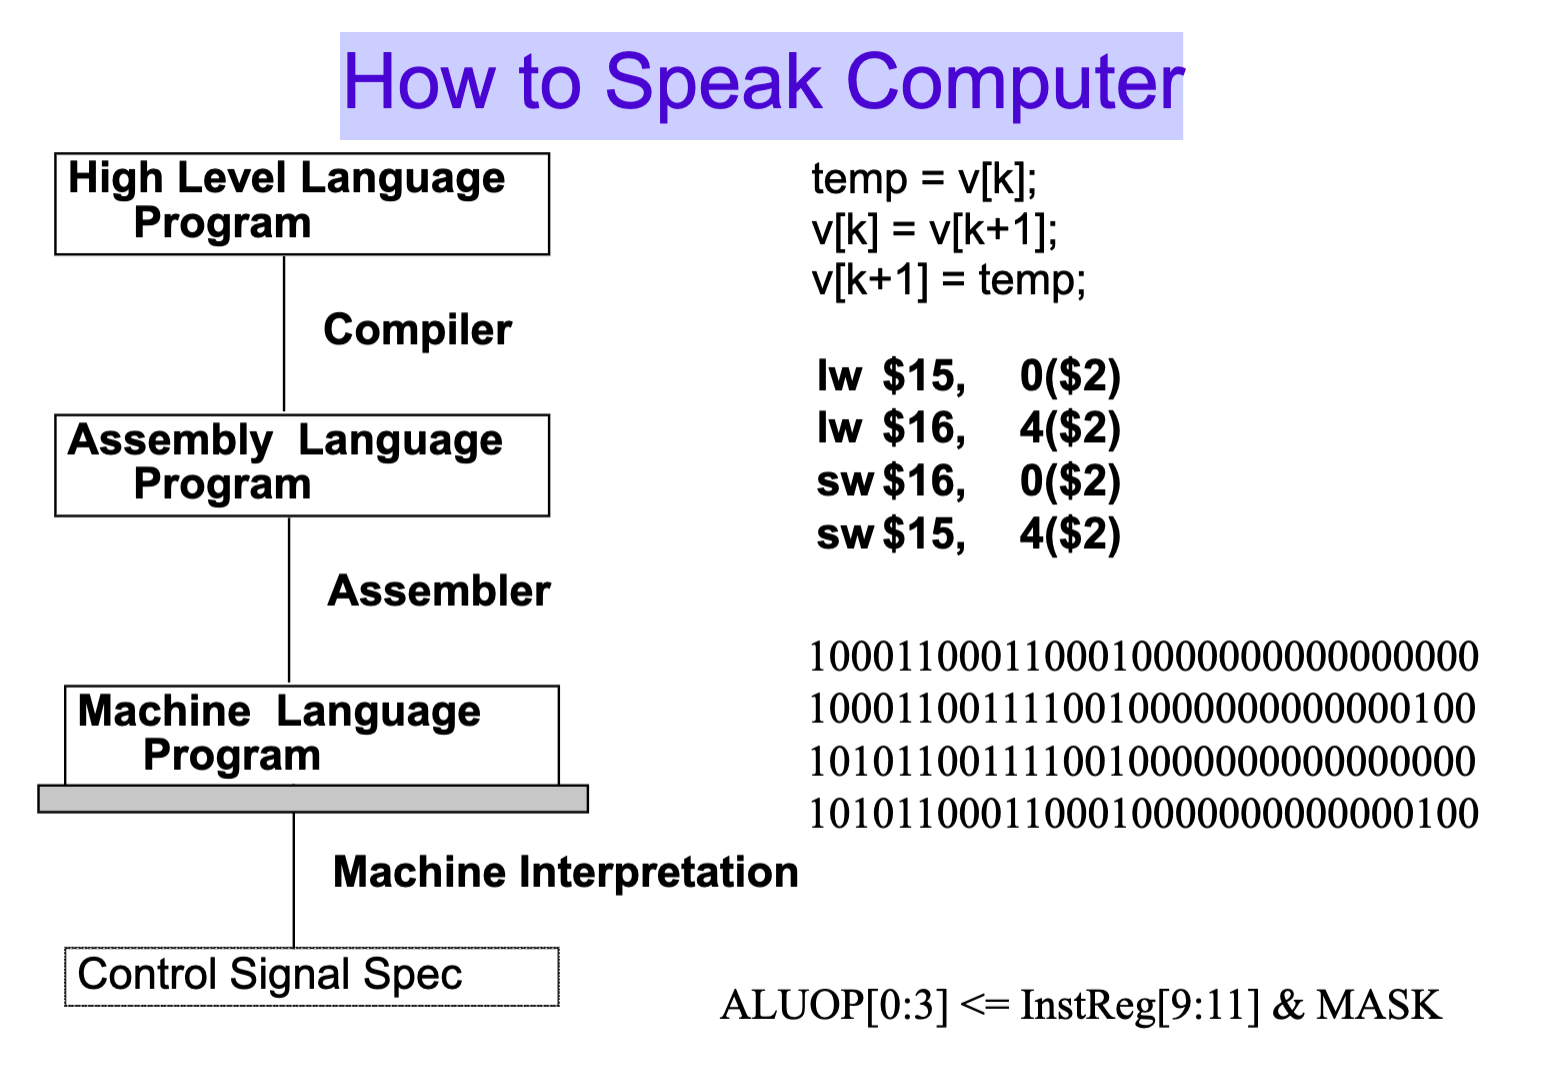 How to Speak Computer
High Level Language
Program
Compiler
Assembly Language
Program
Assembler
Machine Language
Program
Machine Interpretation
Control Signal Spec
temp = v[k];
v[k] = v[k+1];
v[k+1] = temp;
lw $15, 0($2)
lw $16, 4($2)
sw $16, 0($2)
sw $15, 4($2)
10001100011000100000000000000000
10001100111100100000000000000100
10101100111100100000000000000000
10101100011000100000000000000100
ALUOP[0:3] <= InstReg[9:11] & MASK